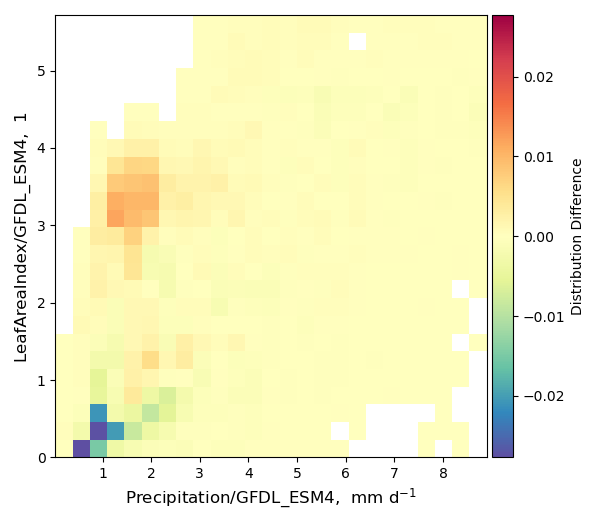 5
4
3
2
1
0
LeafAreaIndex/GFDL_ESM4,  1
1 2 3 4 5 6 7 8
Precipitation/GFDL_ESM4,  mm d⁻¹
0.02
0.01
0.00
−0.01
−0.02
Distribution Difference